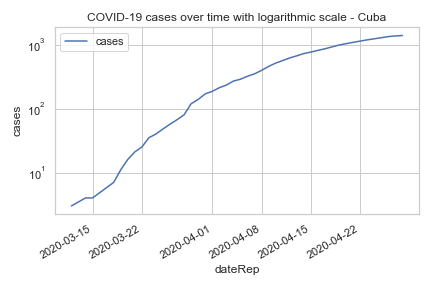 COVID-19 cases over time with logarithmic scale - Cuba
cases
10³
10²
10¹
cases
2020-03-15
2020-03-22
2020-04-01
2020-04-08
2020-04-15
2020-04-22
dateRep